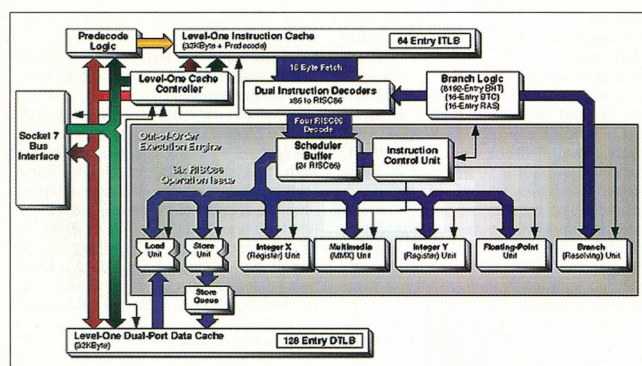 Predecode
Logic
Level-One Instruction Cache
(32KByte + Predecode)
64 Entry ITLB
Level-One Cache
Controller
16 Byte Fetch
Dual Instruction Decoders
x86 to RISC86
Branch Logic
(8192-Entry BHT)
(16-Entry BTC)
(16-Entry RAS)
Socket 7
Bus
Interface
Out-of-Order
Execution Engine
Four RISC86
Decode
Scheduler
Buffer
(24 RISC86)
Instruction
Control Unit
Six RISC86
Operation Issue
Load
Unit
Store
Unit
Integer X
(Register) Unit
Multimedia
(MMX) Unit
Integer Y
(Register) Unit
Floating-Point
Unit
Branch
(Resolving) Unit
Store
Queue
Level-One Dual-Port Data Cache
(32KByte)
128 Entry DTLB